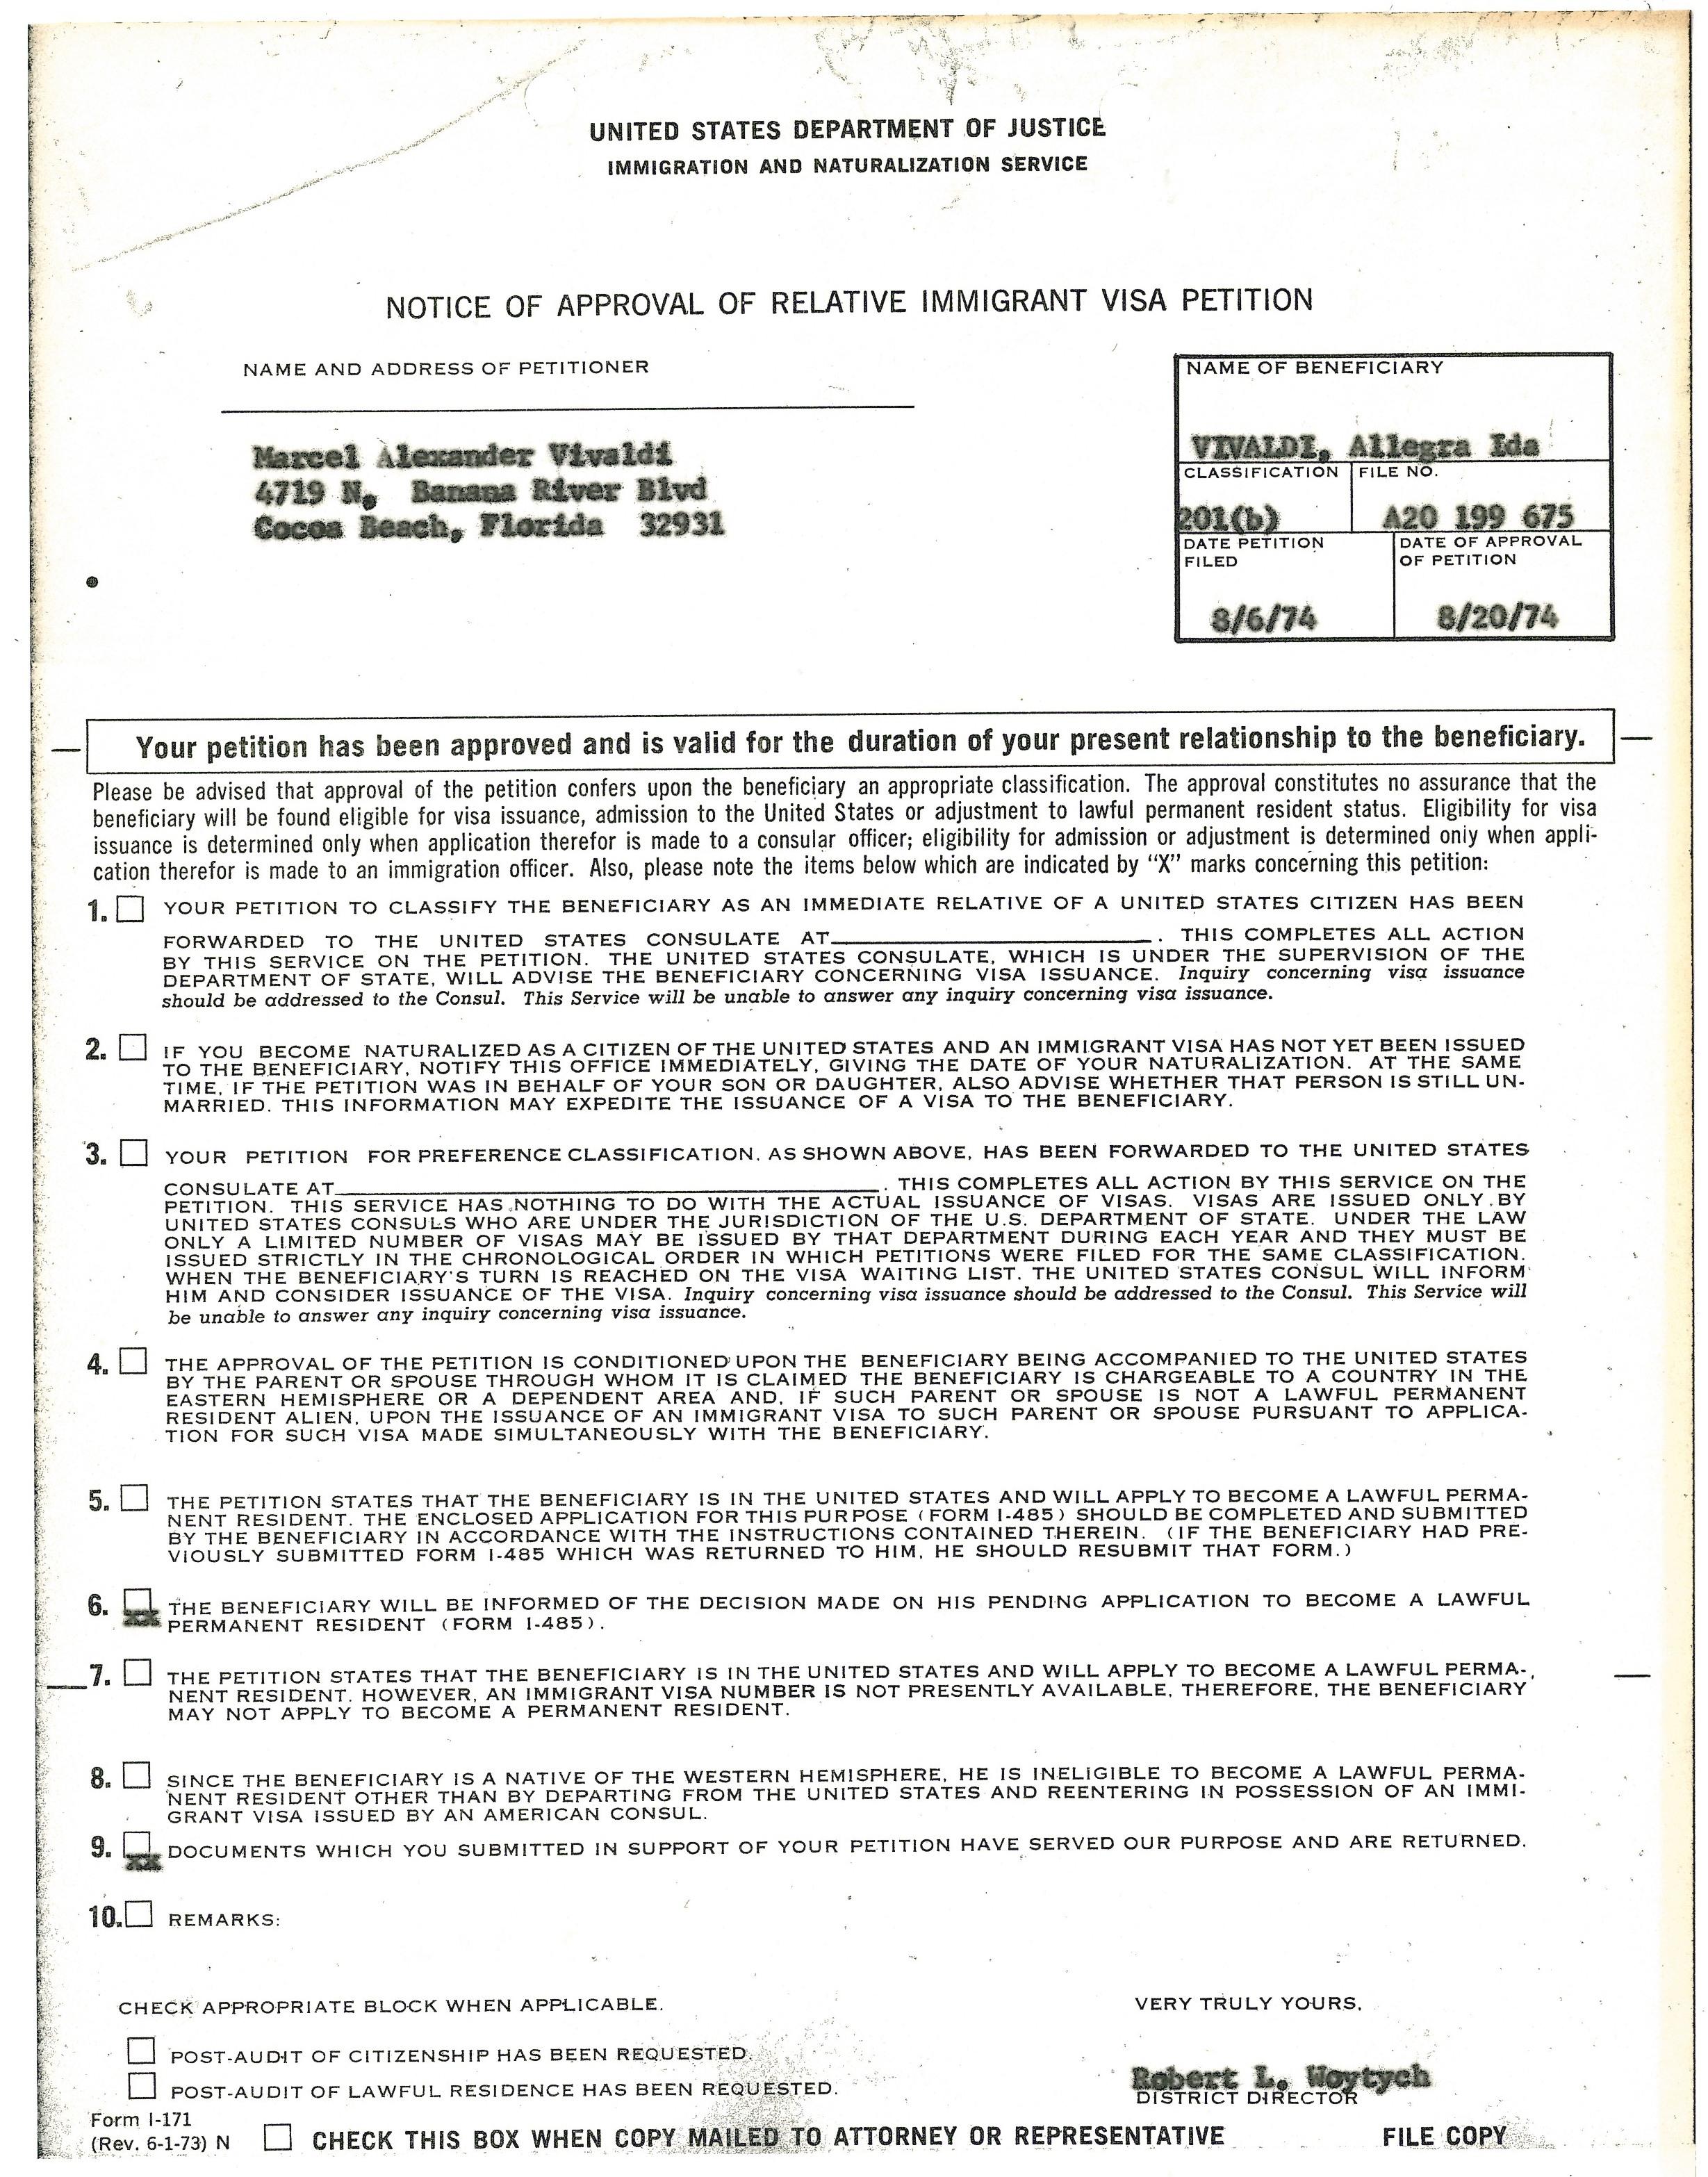 UNITED STATES DEPARTMENT OF JUSTICE
IMMIGRATION AND NATURALIZATION SERVICE
NOTICE OF APPROVAL OF RELATIVE IMMIGRANT VISA PETITION
NAME AND ADDRESS OF PETITIONER
Marcel Alexander Vivaldi
4719 N. Banana River Blvd
Cocoa Beach, Florida 32931
NAME OF BENEFICIARY
VIVALDI, Allegra Ida
CLASSIFICATION
FILE NO.
201(b)
A20 199 675
DATE PETITION
FILED
DATE OF APPROVAL
OF PETITION
8/6/74
8/20/74
Your petition has been approved and is valid for the duration of your present relationship to the beneficiary.
Please be advised that approval of the petition confers upon the beneficiary an appropriate classification. The approval constitutes no assurance that the
beneficiary will be found eligible for visa issuance, admission to the United States or adjustment to lawful permanent resident status. Eligibility for visa
issuance is determined only when application therefor is made to a consular officer; eligibility for admission or adjustment is determined only when appli-
cation therefor is made to an immigration officer. Also, please note the items below which are indicated by "X" marks concerning this petition:
1. YOUR PETITION TO CLASSIFY THE BENEFICIARY AS AN IMMEDIATE RELATIVE OF A UNITED STATES CITIZEN HAS BEEN
FORWARDED TO THE UNITED STATES CONSULATE AT . THIS COMPLETES ALL ACTION
BY THIS SERVICE ON THE PETITION. THE UNITED STATES CONSULATE, WHICH IS UNDER THE SUPERVISION OF THE
DEPARTMENT OF STATE, WILL ADVISE THE BENEFICIARY CONCERNING VISA ISSUANCE. Inquiry concerning visa issuance
should be addressed to the Consul. This Service will be unable to answer any inquiry concerning visa issuance.
2. IF YOU BECOME NATURALIZED AS A CITIZEN OF THE UNITED STATES AND AN IMMIGRANT VISA HAS NOT YET BEEN ISSUED
TO THE BENEFICIARY, NOTIFY THIS OFFICE IMMEDIATELY, GIVING THE DATE OF YOUR NATURALIZATION. AT THE SAME
TIME, IF THE PETITION WAS IN BEHALF OF YOUR SON OR DAUGHTER, ALSO ADVISE WHETHER THAT PERSON IS STILL UN-
MARRIED. THIS INFORMATION MAY EXPEDITE THE ISSUANCE OF A VISA TO THE BENEFICIARY.
3. YOUR PETITION FOR PREFERENCE CLASSIFICATION, AS SHOWN ABOVE, HAS BEEN FORWARDED TO THE UNITED STATES
CONSULATE AT . THIS COMPLETES ALL ACTION BY THIS SERVICE ON THE
PETITION. THIS SERVICE HAS NOTHING TO DO WITH THE ACTUAL ISSUANCE OF VISAS. VISAS ARE ISSUED ONLY BY
UNITED STATES CONSULS WHO ARE UNDER THE JURISDICTION OF THE U.S. DEPARTMENT OF STATE. UNDER THE LAW
ONLY A LIMITED NUMBER OF VISAS MAY BE ISSUED BY THAT DEPARTMENT DURING EACH YEAR AND THEY MUST BE
ISSUED STRICTLY IN THE CHRONOLOGICAL ORDER IN WHICH PETITIONS WERE FILED FOR THE SAME CLASSIFICATION.
WHEN THE BENEFICIARY'S TURN IS REACHED ON THE VISA WAITING LIST. THE UNITED STATES CONSUL WILL INFORM
HIM AND CONSIDER ISSUANCE OF THE VISA. Inquiry concerning visa issuance should be addressed to the Consul. This Service will
be unable to answer any inquiry concerning visa issuance.
4. THE APPROVAL OF THE PETITION IS CONDITIONED UPON THE BENEFICIARY BEING ACCOMPANIED TO THE UNITED STATES
BY THE PARENT OR SPOUSE THROUGH WHOM IT IS CLAIMED THE BENEFICIARY IS CHARGEABLE TO A COUNTRY IN THE
EASTERN HEMISPHERE OR A DEPENDENT AREA AND, IF SUCH PARENT OR SPOUSE IS NOT A LAWFUL PERMANENT
RESIDENT ALIEN, UPON THE ISSUANCE OF AN IMMIGRANT VISA TO SUCH PARENT OR SPOUSE PURSUANT TO APPLICA-
TION FOR SUCH VISA MADE SIMULTANEOUSLY WITH THE BENEFICIARY.
5. THE PETITION STATES THAT THE BENEFICIARY IS IN THE UNITED STATES AND WILL APPLY TO BECOME A LAWFUL PERMA-
NENT RESIDENT. THE ENCLOSED APPLICATION FOR THIS PURPOSE (FORM I-485) SHOULD BE COMPLETED AND SUBMITTED
BY THE BENEFICIARY IN ACCORDANCE WITH THE INSTRUCTIONS CONTAINED THEREIN. (IF THE BENEFICIARY HAD PRE-
VIOUSLY SUBMITTED FORM I-485 WHICH WAS RETURNED TO HIM, HE SHOULD RESUBMIT THAT FORM.)
6. xx THE BENEFICIARY WILL BE INFORMED OF THE DECISION MADE ON HIS PENDING APPLICATION TO BECOME A LAWFUL
PERMANENT RESIDENT (FORM I-485).
7. THE PETITION STATES THAT THE BENEFICIARY IS IN THE UNITED STATES AND WILL APPLY TO BECOME A LAWFUL PERMA-
NENT RESIDENT. HOWEVER, AN IMMIGRANT VISA NUMBER IS NOT PRESENTLY AVAILABLE, THEREFORE, THE BENEFICIARY
MAY NOT APPLY TO BECOME A PERMANENT RESIDENT.
8. SINCE THE BENEFICIARY IS A NATIVE OF THE WESTERN HEMISPHERE, HE IS INELIGIBLE TO BECOME A LAWFUL PERMA-
NENT RESIDENT OTHER THAN BY DEPARTING FROM THE UNITED STATES AND REENTERING IN POSSESSION OF AN IMMI-
GRANT VISA ISSUED BY AN AMERICAN CONSUL.
9. xx DOCUMENTS WHICH YOU SUBMITTED IN SUPPORT OF YOUR PETITION HAVE SERVED OUR PURPOSE AND ARE RETURNED.
10. REMARKS:
CHECK APPROPRIATE BLOCK WHEN APPLICABLE.
POST-AUDIT OF CITIZENSHIP HAS BEEN REQUESTED.
POST-AUDIT OF LAWFUL RESIDENCE HAS BEEN REQUESTED.
VERY TRULY YOURS,
Robert L. Woytych
DISTRICT DIRECTOR
Form I-171
(Rev. 6-1-73) N
CHECK THIS BOX WHEN COPY MAILED TO ATTORNEY OR REPRESENTATIVE
FILE COPY